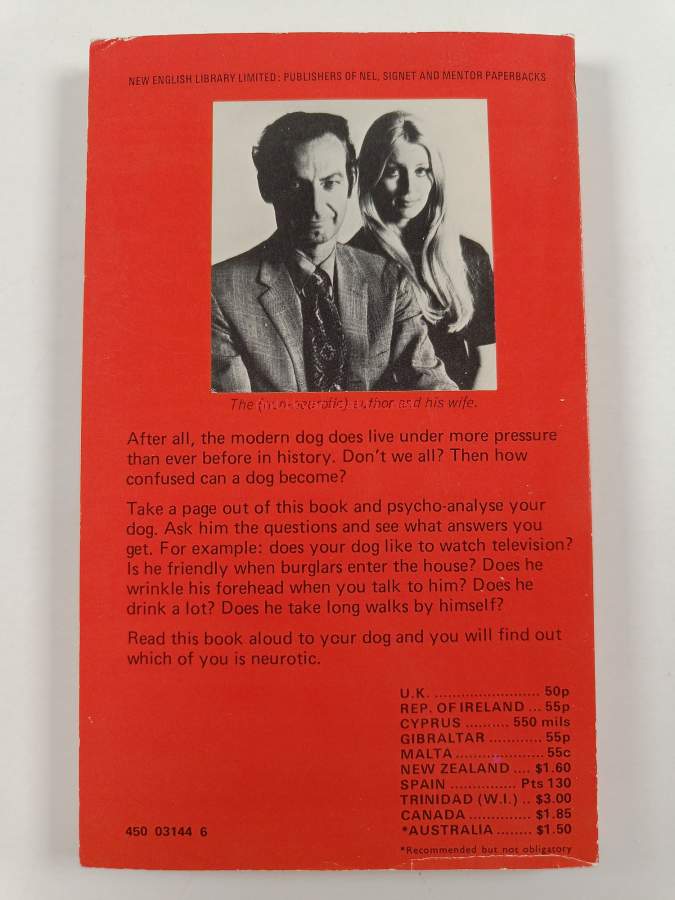 NEW ENGLISH LIBRARY LIMITED: PUBLISHERS OF NEL, SIGNET AND MENTOR PAPERBACKS
The (non-neurotic) author and his wife.
After all, the modern dog does live under more pressure
than ever before in history. Don't we all? Then how
confused can a dog become?
Take a page out of this book and psycho-analyse your
dog. Ask him the questions and see what answers you
get. For example: does your dog like to watch television?
Is he friendly when burglars enter the house? Does he
wrinkle his forehead when you talk to him? Does he
drink a lot? Does he take long walks by himself?
Read this book aloud to your dog and you will find out
which of you is neurotic.
U.K. ........................ 50p
REP. OF IRELAND ... 55p
CYPRUS .......... 550 mils
GIBRALTAR ............ 55p
MALTA .................... 55c
NEW ZEALAND .... $1.60
SPAIN ............... Pts 130
TRINIDAD (W.I.) .. $3.00
CANADA .............. $1.85
*AUSTRALIA ........ $1.50
450 03144 6
*Recommended but not obligatory